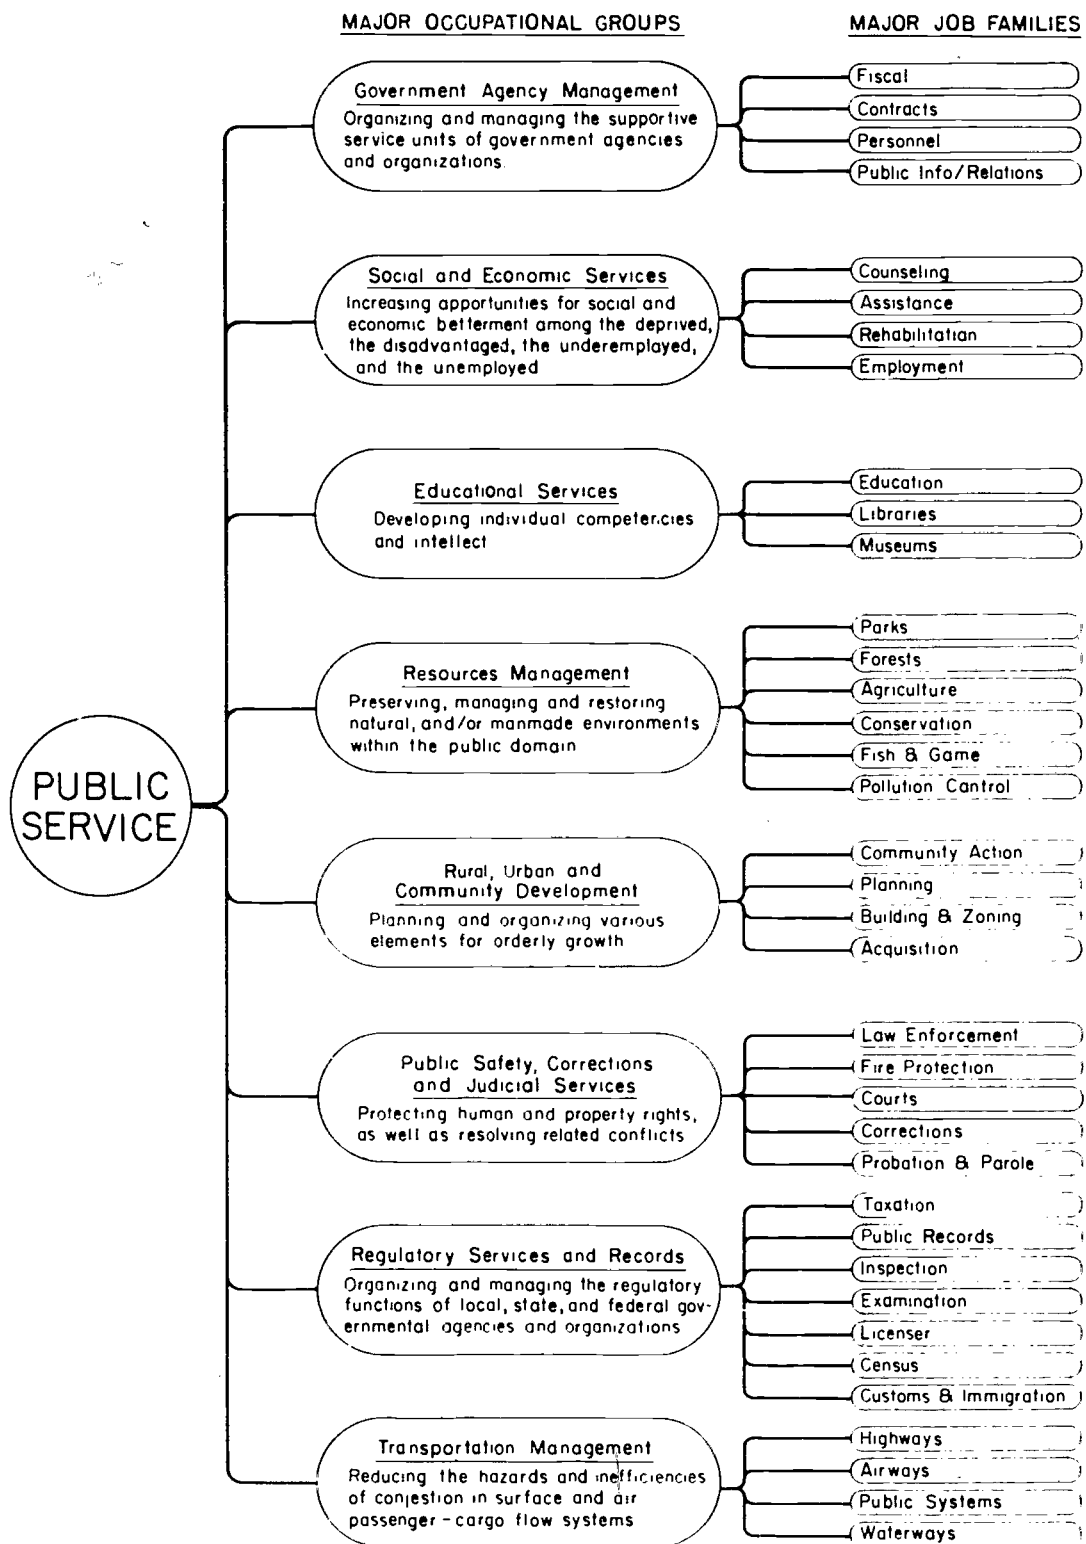 MAJOR OCCUPATIONAL GROUPS
MAJOR JOB FAMILIES
PUBLIC
SERVICE
Government Agency Management
Organizing and managing the supportive
service units of government agencies
and organizations.
Fiscal
Contracts
Personnel
Public Info/Relations
Social and Economic Services
Increasing apportunities for social and
economic betterment among the deprived,
the disadvantaged, the underemployed,
and the unemployed
Counseling
Assistance
Rehabilitation
Employment
Educational Services
Developing individual competencies
and intellect
Education
Libraries
Museums
Resources Management
Preserving, managing and restoring
natural, and/or manmade environments
within the public domain
Parks
Forests
Agriculture
Conservation
Fish & Game
Pollution Cantrol
Rural, Urban and
Community Development
Planning and organizing various
elements for orderly growth
Community Action
Planning
Building & Zoning
Acquisition
Public Safety, Corrections
and Judicial Services
Protecting human and property rights,
as well as resolving related conflicts
Law Enforcement
Fire Protection
Courts
Corrections
Probation & Parole
Regulatory Services and Records
Organizing and managing the regulatory
functions of local, state, and federal gov-
ernmental agencies and organizations
Taxation
Public Records
Inspection
Examination
Licenser
Census
Customs & Immigration
Transportation Management
Reducing the hazards and inefficiencies
of conjestion in surface and air
passenger-cargo flow systems
Highways
Airways
Public Systems
Waterways